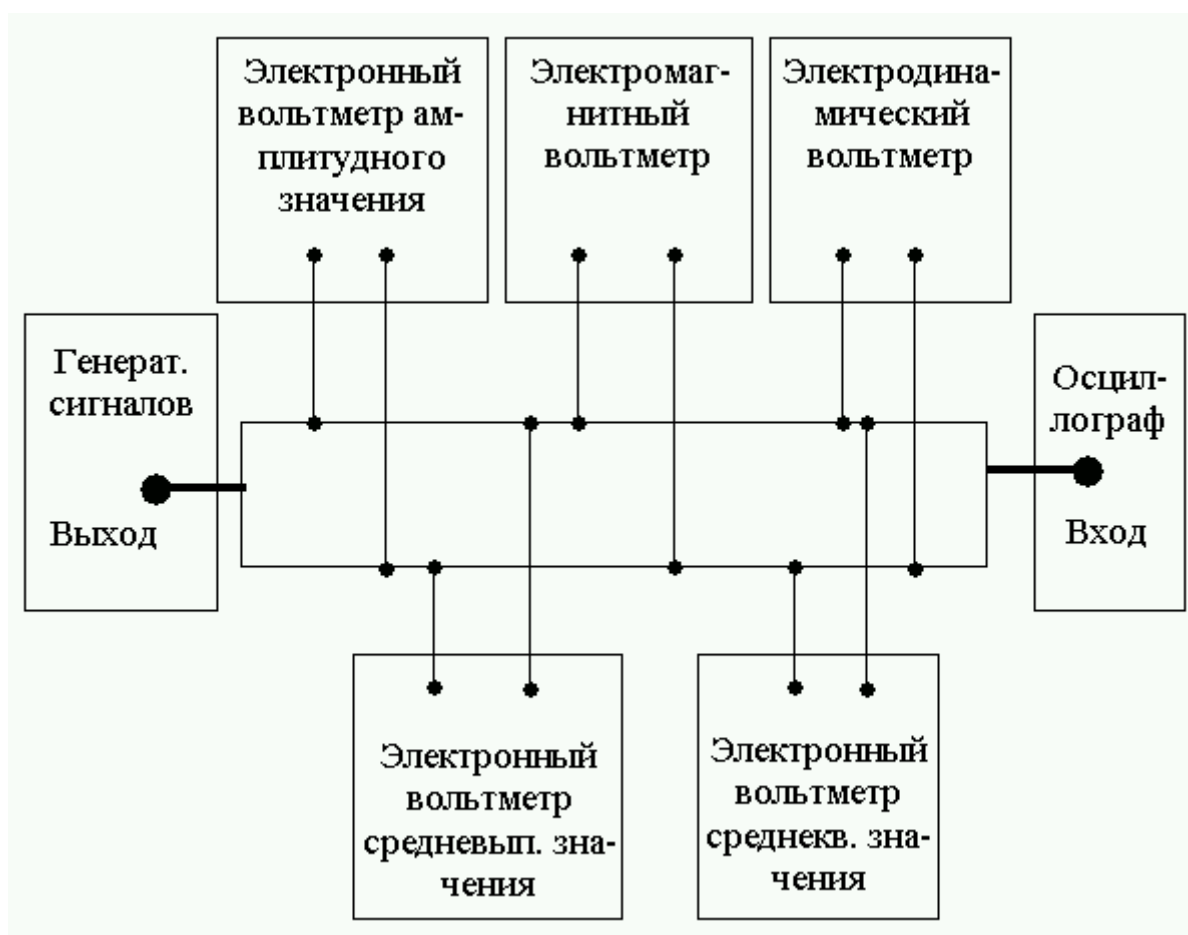 Электронный
вольтметр ам-
плитудного
значения
Электромаг-
нитный
вольтметр
Электродина-
мический
вольтметр
Генерат.
сигналов
Выход
Осцил-
лограф
Вход
Электронный
вольтметр
средневып. зна-
чения
Электронный
вольтметр
среднекв. зна-
чения